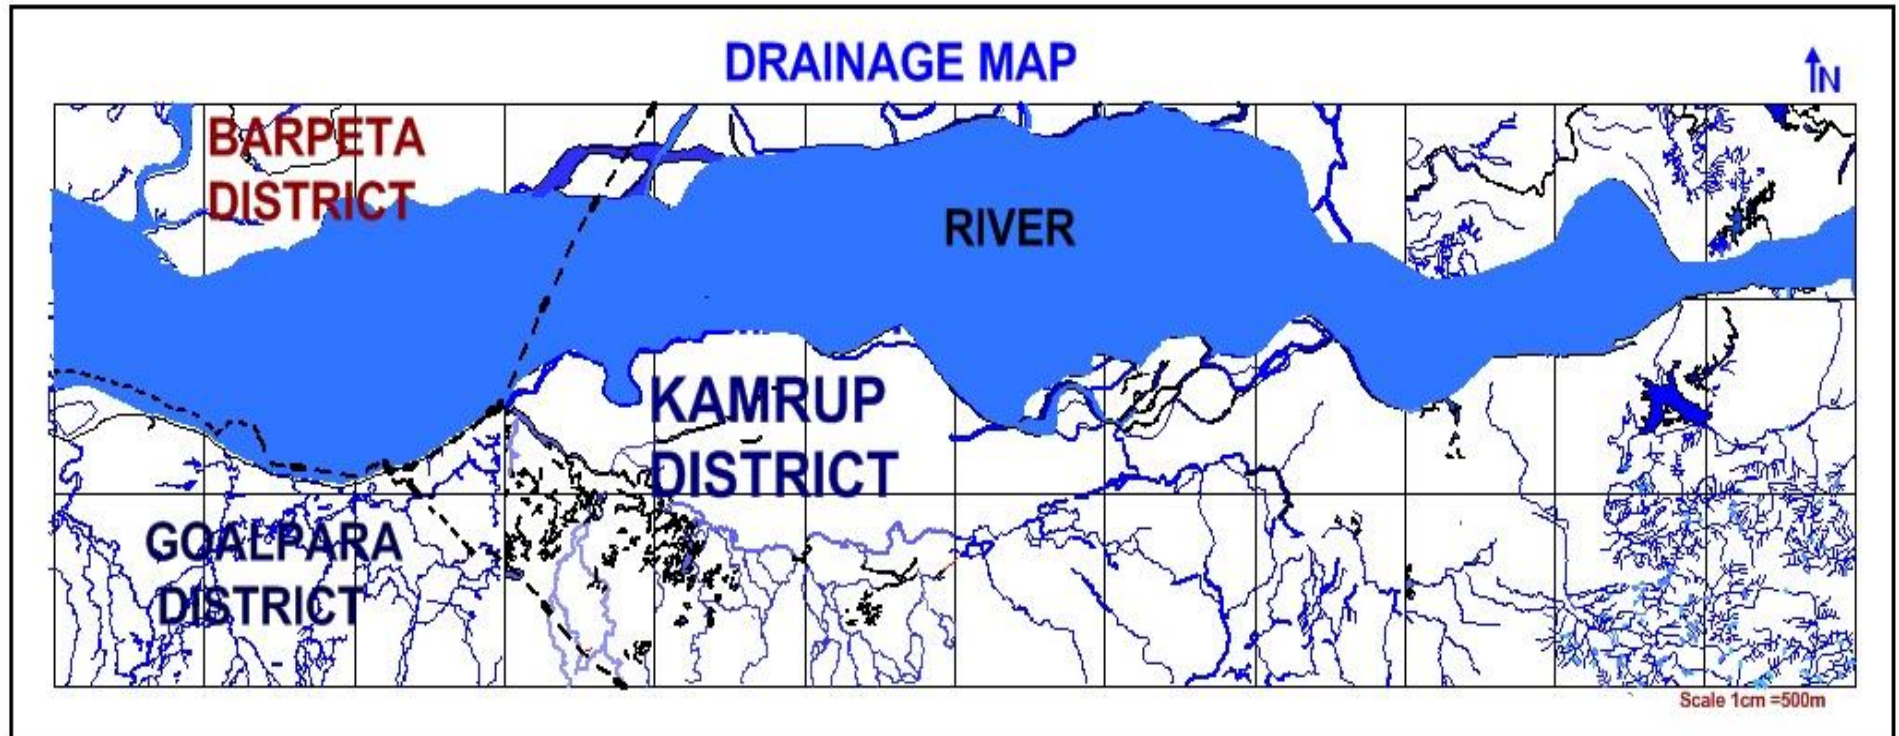 DRAINAGE MAP
N
BARPETA
DISTRICT
RIVER
KAMRUP
DISTRICT
GOALPARA
DISTRICT
Scale 1cm =500m